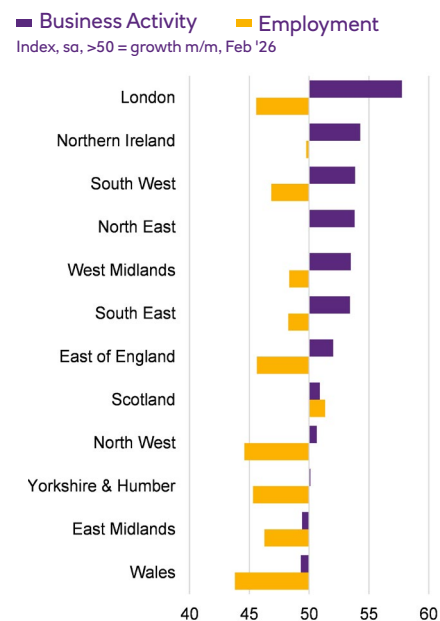 Business Activity Employment
Index, sa, >50 = growth m/m, Feb '26
London
Northern Ireland
South West
North East
West Midlands
South East
East of England
Scotland
North West
Yorkshire & Humber
East Midlands
Wales
40 45 50 55 60